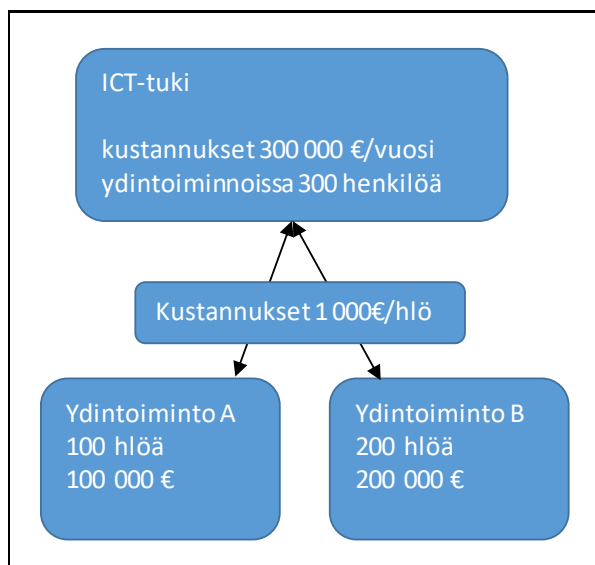 ICT-tuki
kustannukset 300 000 €/vuosi
ydintoiminnoissa 300 henkilöä
Kustannukset 1 000€/hlö
Ydintoiminto A
100 hlöä
100 000 €
Ydintoiminto B
200 hlöä
200 000 €